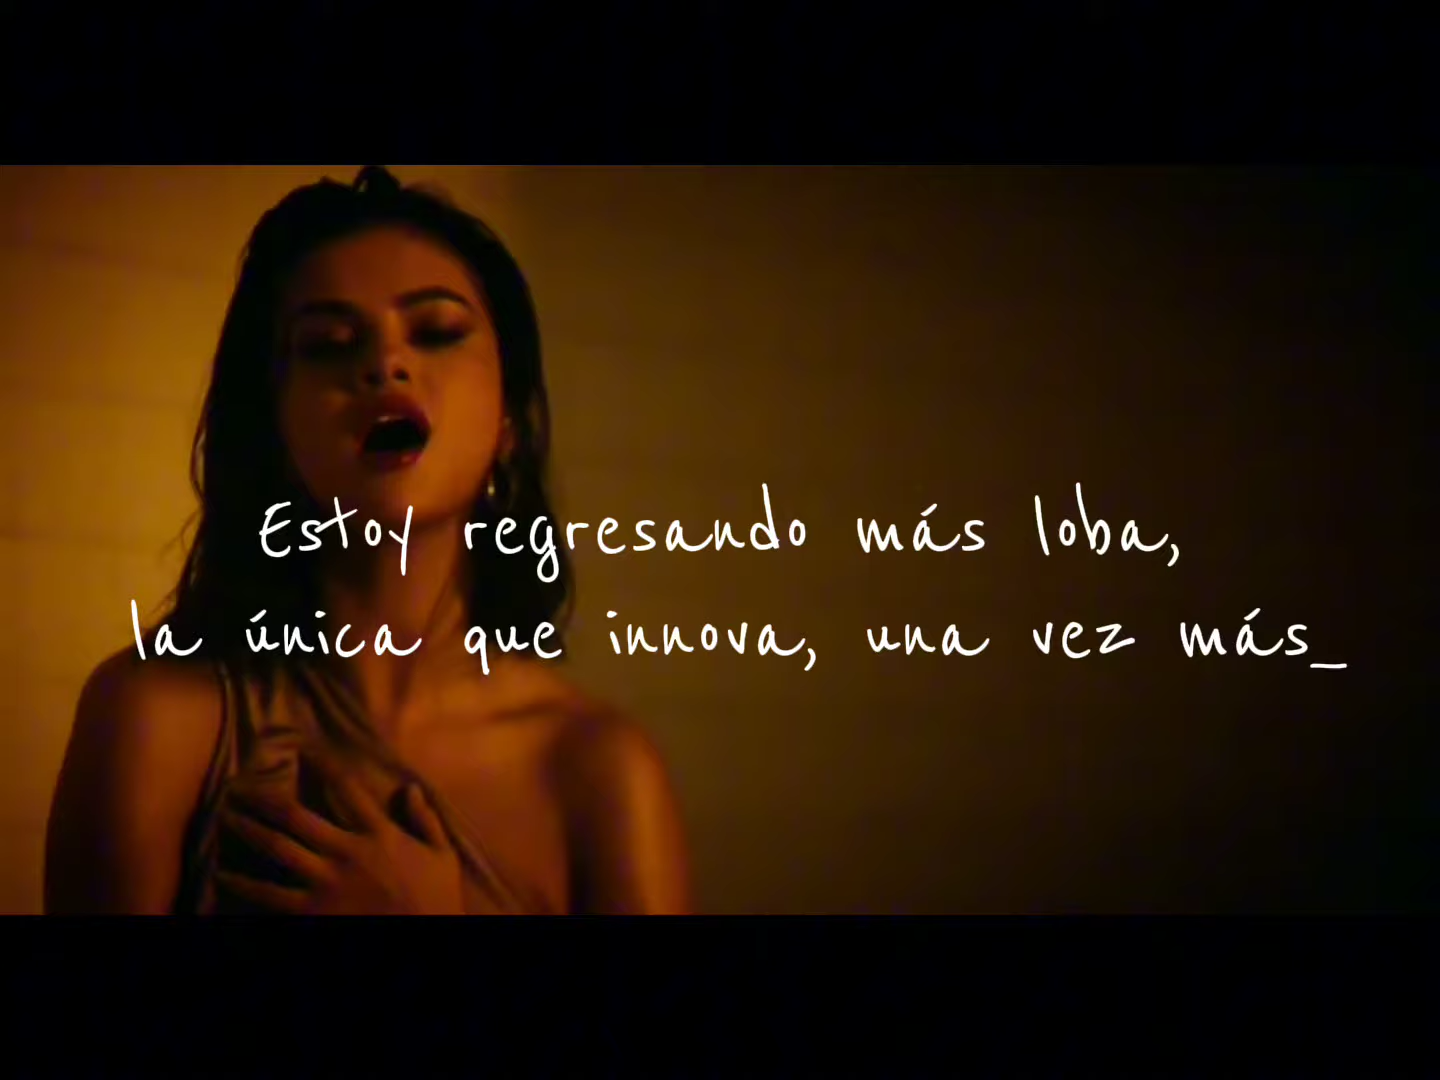 Estoy regresando más loba,
la única que innova, una vez más_